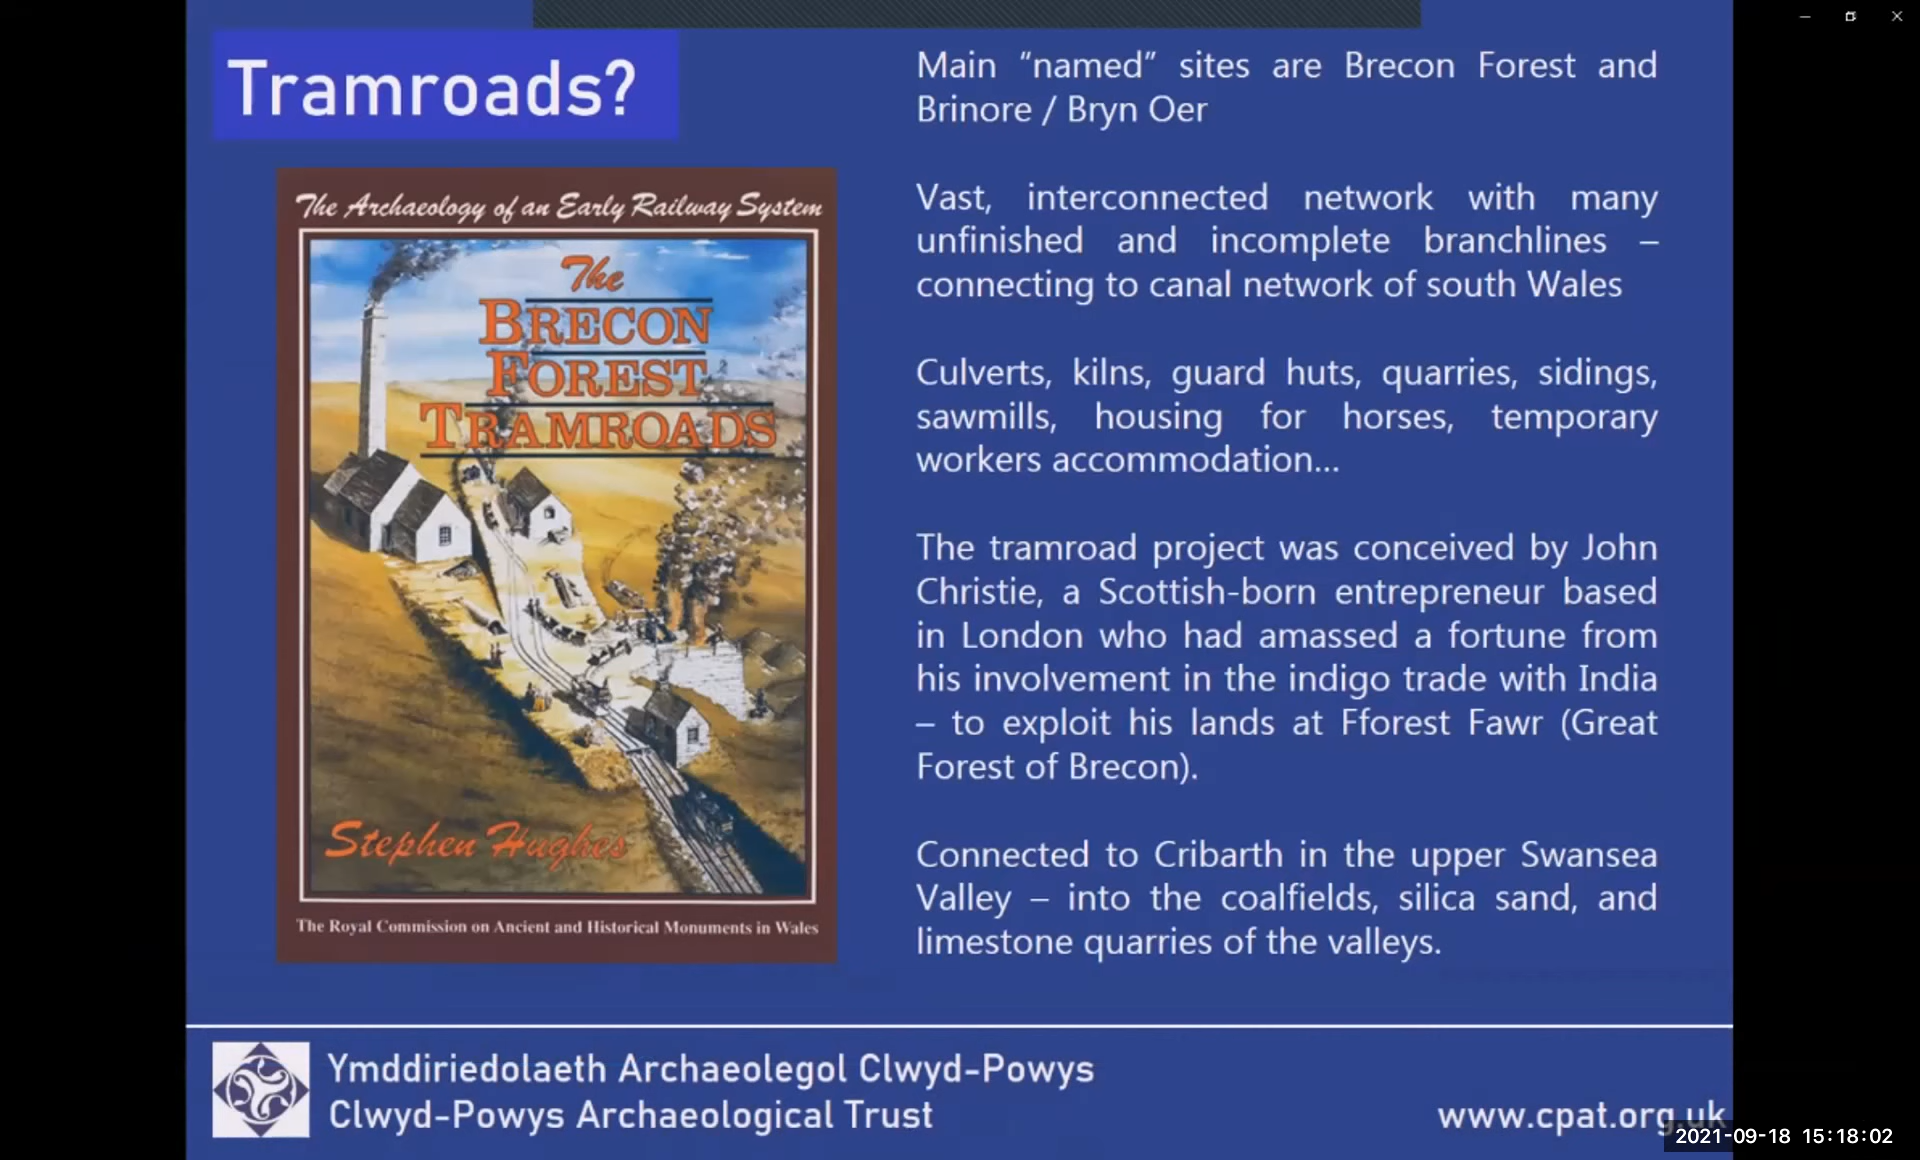 Tramroads?
The Archaeology of an Early Railway System
The
BRECON
FOREST
TRAMROADS
Stephen Hughes
The Royal Commission on Ancient and Historical Monuments in Wales
Main “named” sites are Brecon Forest and
Brinore / Bryn Oer
Vast, interconnected network with many
unfinished and incomplete branchlines –
connecting to canal network of south Wales
Culverts, kilns, guard huts, quarries, sidings,
sawmills, housing for horses, temporary
workers accommodation...
The tramroad project was conceived by John
Christie, a Scottish-born entrepreneur based
in London who had amassed a fortune from
his involvement in the indigo trade with India
– to exploit his lands at Fforest Fawr (Great
Forest of Brecon).
Connected to Cribarth in the upper Swansea
Valley – into the coalfields, silica sand, and
limestone quarries of the valleys.
Ymddiriedolaeth Archaeolegol Clwyd-Powys
Clwyd-Powys Archaeological Trust
www.cpat.org.uk
2021-09-18 15:18:02